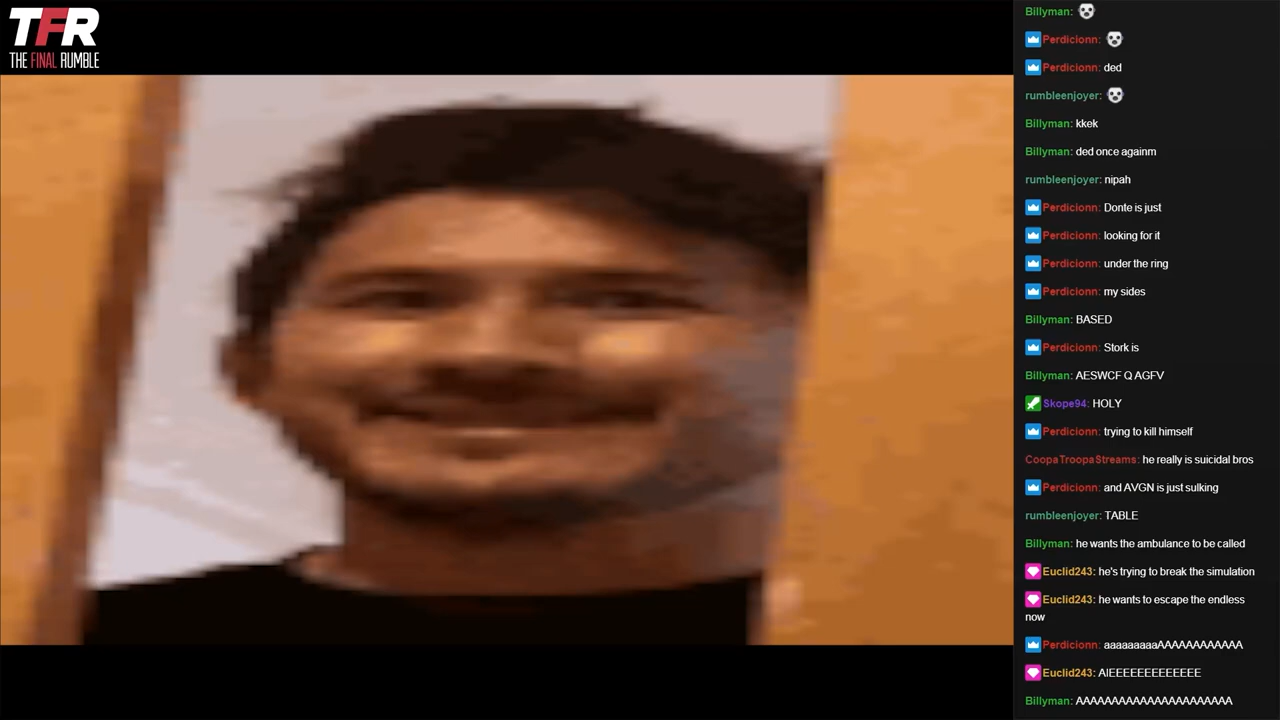 TFR
THE FINAL RUMBLE
Billyman:
Perdicionn:
Perdicionn: ded
rumbleenjoyer:
Billyman: kkek
Billyman: ded once againm
rumbleenjoyer: nipah
Perdicionn: Donte is just
Perdicionn: looking for it
Perdicionn: under the ring
Perdicionn: my sides
Billyman: BASED
Perdicionn: Stork is
Billyman: AESWCF Q AGFV
Skope94: HOLY
Perdicionn: trying to kill himself
CoopaTroopaStreams: he really is suicidal bros
Perdicionn: and AVGN is just sulking
rumbleenjoyer: TABLE
Billyman: he wants the ambulance to be called
Euclid243: he's trying to break the simulation
Euclid243: he wants to escape the endless
now
Perdicionn: aaaaaaaaaAAAAAAAAAAAA
Euclid243: AIEEEEEEEEEEEEE
Billyman: AAAAAAAAAAAAAAAAAAAAAA